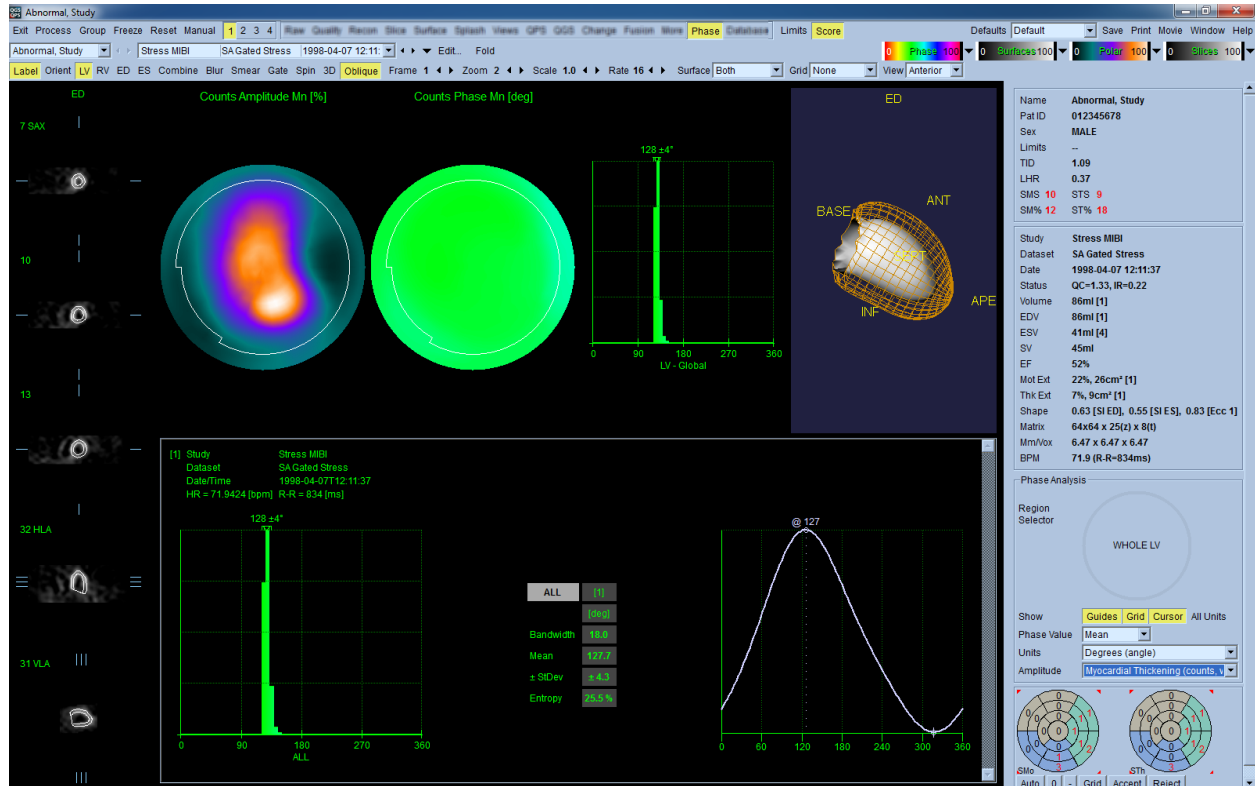 QGS QPS Abnormal, Study
Exit Process Group Freeze Reset Manual 1 2 3 4 Raw Quality Recon Slice Surface Splash Views QPS QGS Change Fusion More Phase Database Limits Score Defaults Default Save Print Movie Window Help
Abnormal, Study Stress MIBI SA Gated Stress 1998-04-07 12:11: Edit... Fold 0 Phase 100 0 Surfaces 100 0 Polar 100 0 Slices 100
Label Orient LV RV ED ES Combine Blur Smear Gate Spin 3D Oblique Frame 1 Zoom 2 Scale 1.0 Rate 16 Surface Both Grid None View Anterior
ED
7 SAX
10
13
32 HLA
31 VLA
Counts Amplitude Mn [%]
Counts Phase Mn [deg]
128 ±4°
0 90 180 270 360
LV - Global
ED
BASE
ANT
SEPT
INF
APE
[1] Study Stress MIBI
Dataset SA Gated Stress
Date/Time 1998-04-07T12:11:37
HR = 71.9424 [bpm] R-R = 834 [ms]
128 ±4°
0 90 180 270 360
ALL
ALL [1]
[deg]
Bandwidth 18.0
Mean 127.7
± StDev ± 4.3
Entropy 25.5 %
@ 127
0 60 120 180 240 300 360
Name Abnormal, Study
Pat ID 012345678
Sex MALE
Limits --
TID 1.09
LHR 0.37
SMS 10 STS 9
SM% 12 ST% 18
Study Stress MIBI
Dataset SA Gated Stress
Date 1998-04-07 12:11:37
Status QC=1.33, IR=0.22
Volume 86ml [1]
EDV 86ml [1]
ESV 41ml [4]
SV 45ml
EF 52%
Mot Ext 22%, 26cm² [1]
Thk Ext 7%, 9cm² [1]
Shape 0.63 [SI ED], 0.55 [SI ES], 0.83 [Ecc 1]
Matrix 64x64 x 25(z) x 8(t)
Mm/Vox 6.47 x 6.47 x 6.47
BPM 71.9 (R-R=834ms)
Phase Analysis
Region
Selector
WHOLE LV
Show Guides Grid Cursor All Units
Phase Value Mean
Units Degrees (angle)
Amplitude Myocardial Thickening (counts, v
SMo STh
Auto 0 - Grid Accept Reject